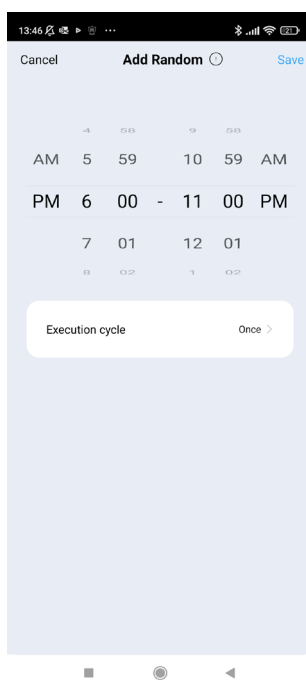 13:46 ... 21
Cancel Add Random Save
4 58 9 58
AM 5 59 10 59 AM
PM 6 00 - 11 00 PM
7 01 12 01
8 02 1 02
Execution cycle Once >